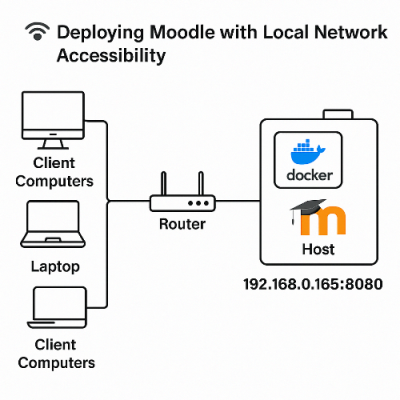 Deploying Moodle with Local Network
Accessibility
Client
Computers
Laptop
Client
Computers
Router
docker
m
Host
192.168.0.165:8080